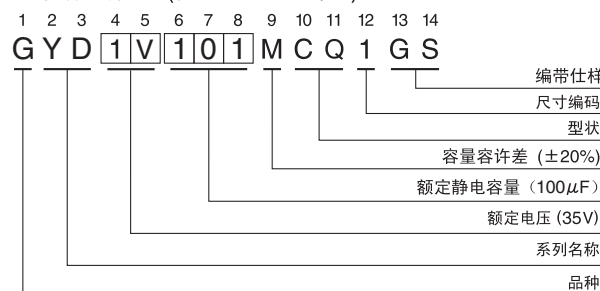 1 2 3 4 5 6 7 8 9 10 11 12 13 14
G Y D 1 V 1 0 1 M C Q 1 G S
编带仕样
尺寸编码
型状
容量容许差 (±20%)
额定静电容量（100μF）
额定电压 (35V)
系列名称
品种